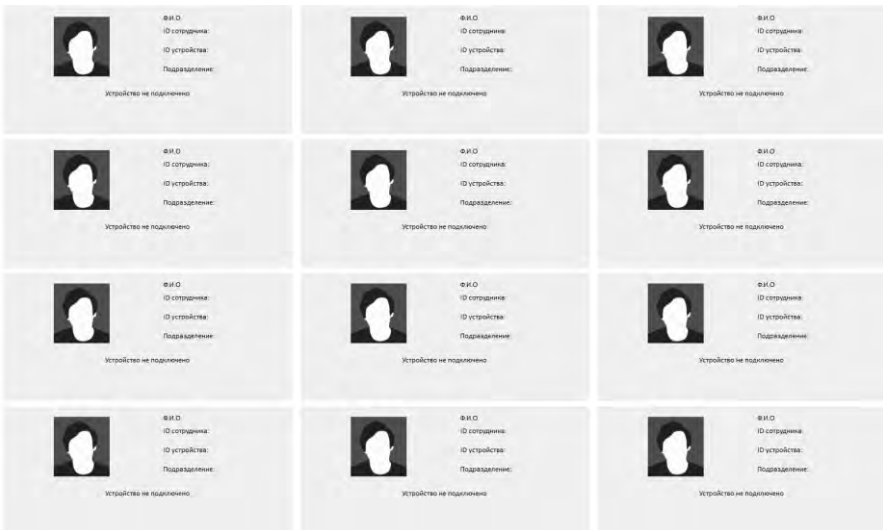 Ф.И.О
ID сотрудника:
ID устройства:
Подразделение:
Устройство не подключено
Ф.И.О
ID сотрудника:
ID устройства:
Подразделение:
Устройство не подключено
Ф.И.О
ID сотрудника:
ID устройства:
Подразделение:
Устройство не подключено
Ф.И.О
ID сотрудника:
ID устройства:
Подразделение:
Устройство не подключено
Ф.И.О
ID сотрудника:
ID устройства:
Подразделение:
Устройство не подключено
Ф.И.О
ID сотрудника:
ID устройства:
Подразделение:
Устройство не подключено
Ф.И.О
ID сотрудника:
ID устройства:
Подразделение:
Устройство не подключено
Ф.И.О
ID сотрудника:
ID устройства:
Подразделение:
Устройство не подключено
Ф.И.О
ID сотрудника:
ID устройства:
Подразделение:
Устройство не подключено
Ф.И.О
ID сотрудника:
ID устройства:
Подразделение:
Устройство не подключено
Ф.И.О
ID сотрудника:
ID устройства:
Подразделение:
Устройство не подключено
Ф.И.О
ID сотрудника:
ID устройства:
Подразделение:
Устройство не подключено